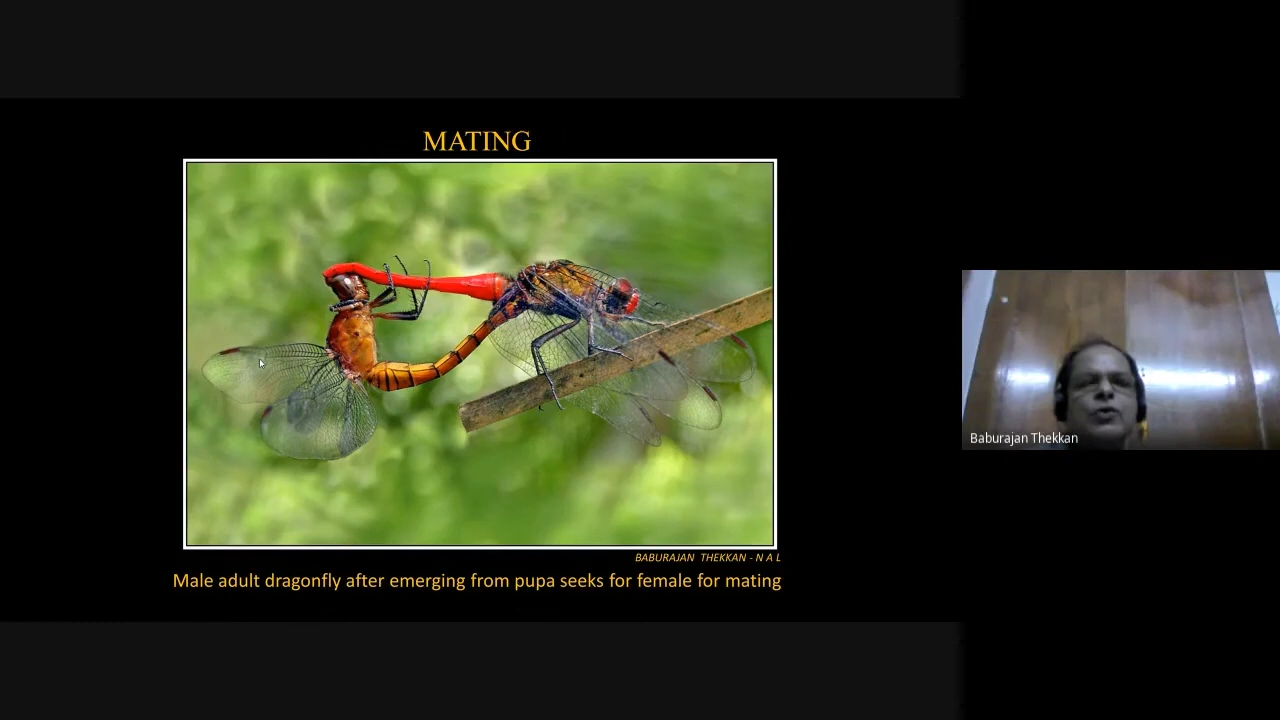 MATING
BABURAJAN THEKKAN - N A L
Male adult dragonfly after emerging from pupa seeks for female for mating
Baburajan Thekkan